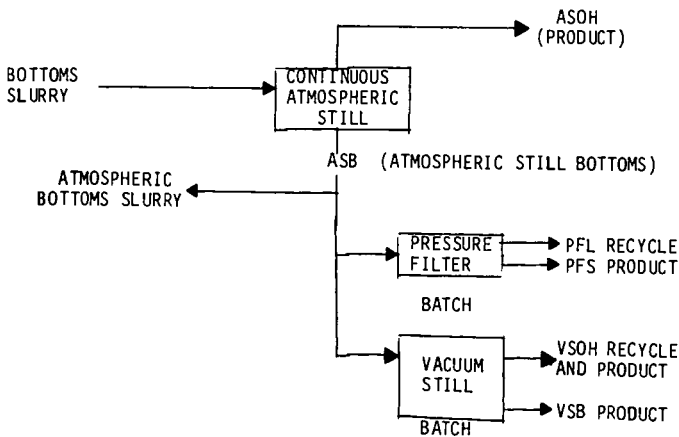 ASOH
(PRODUCT)
BOTTOMS
SLURRY
CONTINUOUS
ATMOSPHERIC
STILL
ASB (ATMOSPHERIC STILL BOTTOMS)
ATMOSPHERIC
BOTTOMS SLURRY
PRESSURE
FILTER
PFL RECYCLE
PFS PRODUCT
BATCH
VACUUM
STILL
VSOH RECYCLE
AND PRODUCT
VSB PRODUCT
BATCH